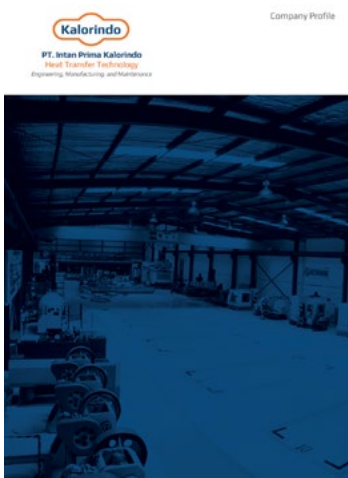 Kalorindo
Company Profile
PT. Intan Prima Kalorindo
Heat Transfer Technology
Engineering, Manufacturing, and Maintenance